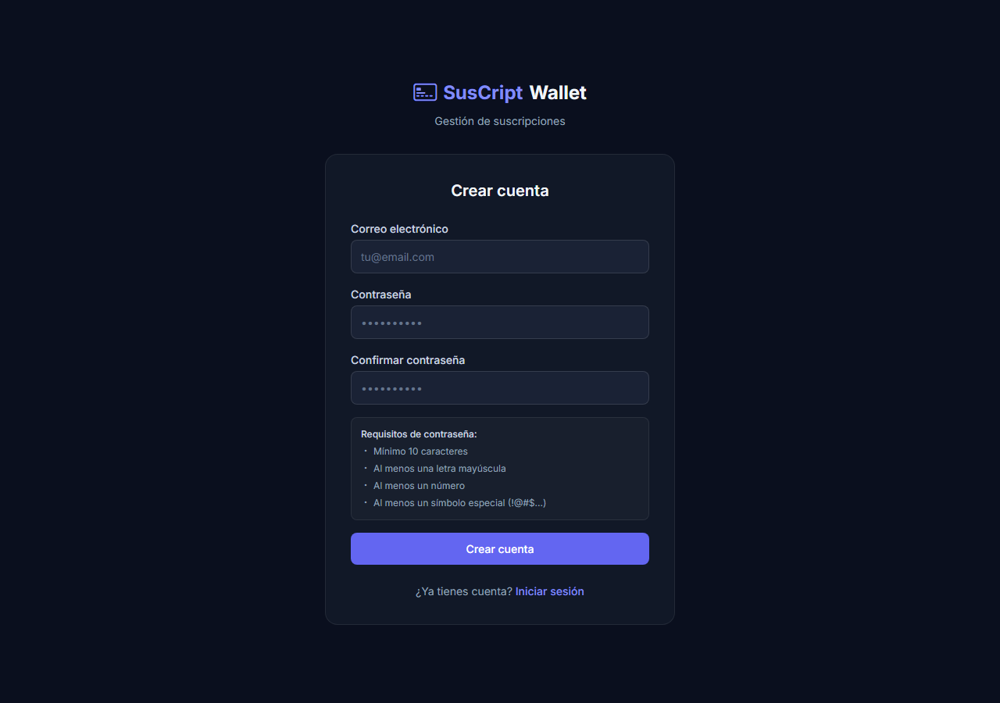 SusCript Wallet
Gestión de suscripciones
Crear cuenta
Correo electrónico
tu@email.com
Contraseña
••••••••••
Confirmar contraseña
••••••••••
Requisitos de contraseña:
· Mínimo 10 caracteres
· Al menos una letra mayúscula
· Al menos un número
· Al menos un símbolo especial (!@#$...)
Crear cuenta
¿Ya tienes cuenta? Iniciar sesión